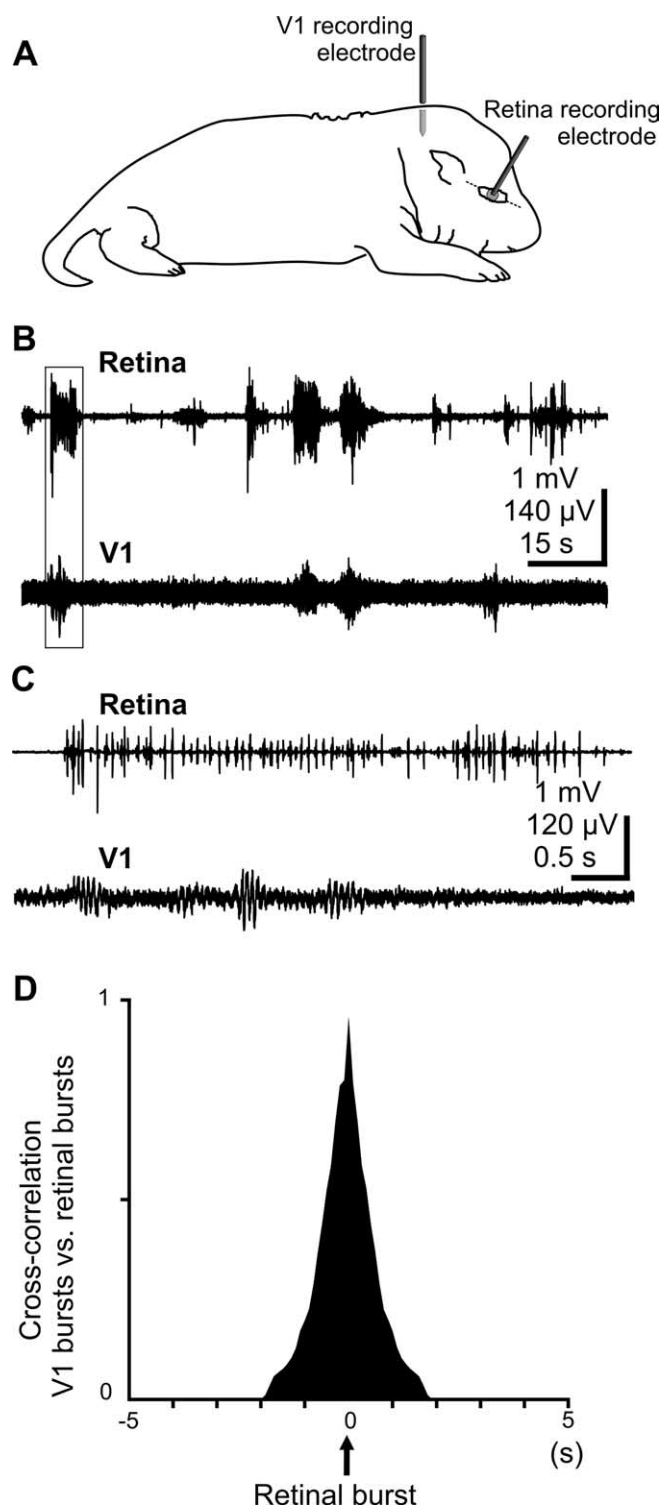 A
V1 recording
electrode
Retina recording
electrode
B
Retina
1 mV
140 µV
15 s
V1
C
Retina
1 mV
120 µV
0.5 s
V1
D
Cross-correlation
V1 bursts vs. retinal bursts
1
0
-5 0 5
(s)
Retinal burst